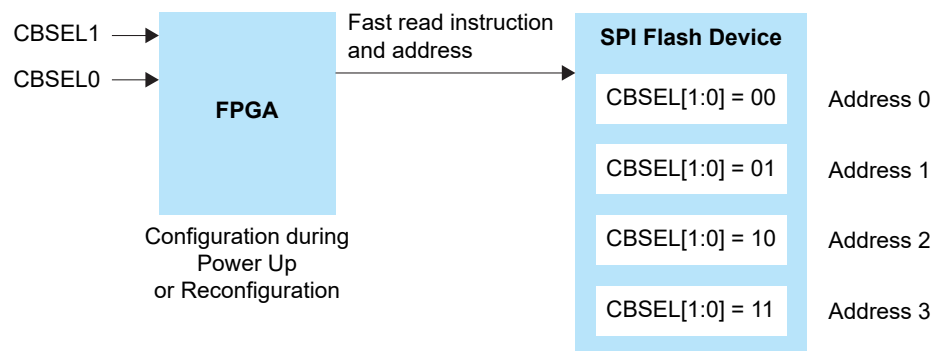 CBSEL1
CBSEL0
FPGA
Configuration during
Power Up
or Reconfiguration
Fast read instruction
and address
SPI Flash Device
CBSEL[1:0] = 00
Address 0
CBSEL[1:0] = 01
Address 1
CBSEL[1:0] = 10
Address 2
CBSEL[1:0] = 11
Address 3